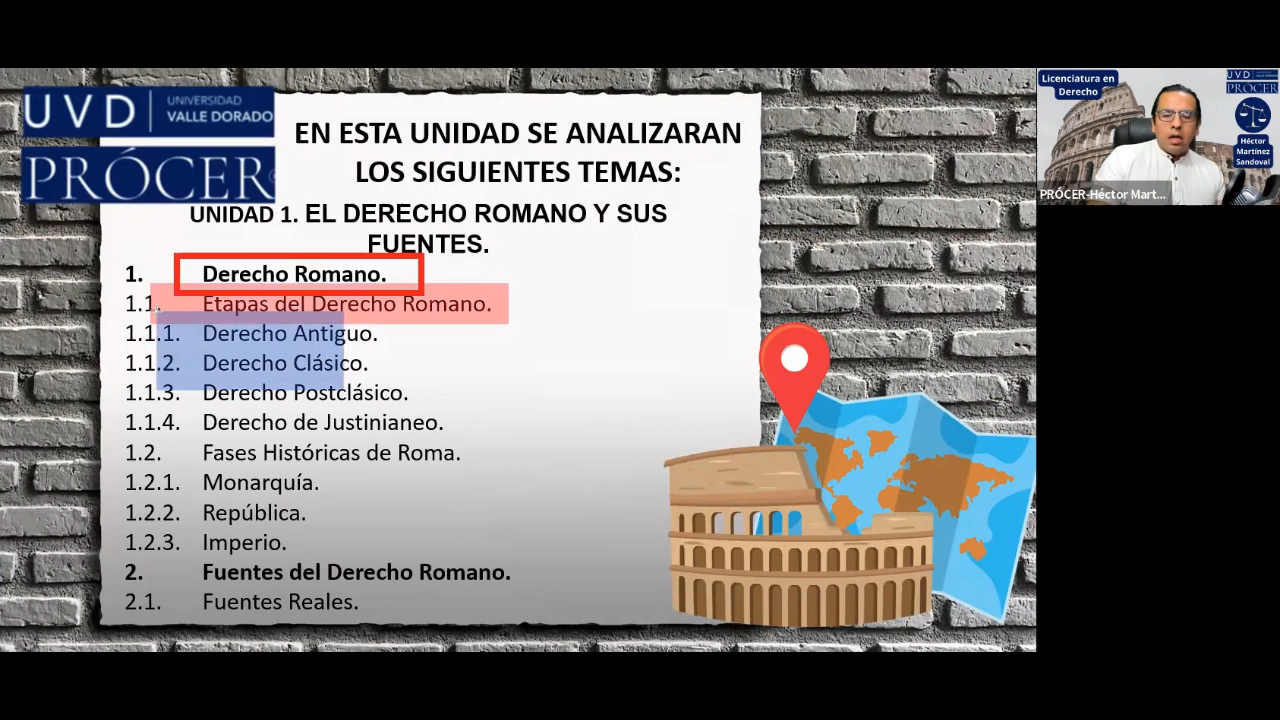 UVD | UNIVERSIDAD
VALLE DORADO
PRÓCER
EN ESTA UNIDAD SE ANALIZARAN
LOS SIGUIENTES TEMAS:
UNIDAD 1. EL DERECHO ROMANO Y SUS
FUENTES.
1. Derecho Romano.
1.1. Etapas del Derecho Romano.
1.1.1. Derecho Antiguo.
1.1.2. Derecho Clásico.
1.1.3. Derecho Postclásico.
1.1.4. Derecho de Justinianeo.
1.2. Fases Históricas de Roma.
1.2.1. Monarquía.
1.2.2. República.
1.2.3. Imperio.
2. Fuentes del Derecho Romano.
2.1. Fuentes Reales.
Licenciatura en
Derecho
UVD
PRÓCER
Héctor
Martínez
Sandoval
PRÓCER-Héctor Mart...